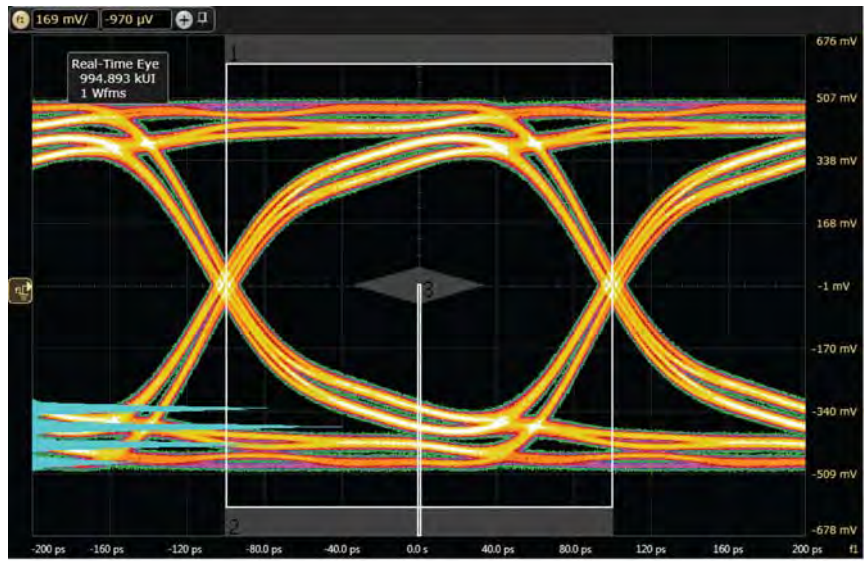 f1 169 mV/ -970 µV +
Real-Time Eye
994.893 kUI
1 Wfms
1
676 mV
507 mV
338 mV
168 mV
-1 mV
-170 mV
-340 mV
-509 mV
-678 mV
3
2
-200 ps -160 ps -120 ps -80.0 ps -40.0 ps 0.0 s 40.0 ps 80.0 ps 120 ps 160 ps 200 ps f1